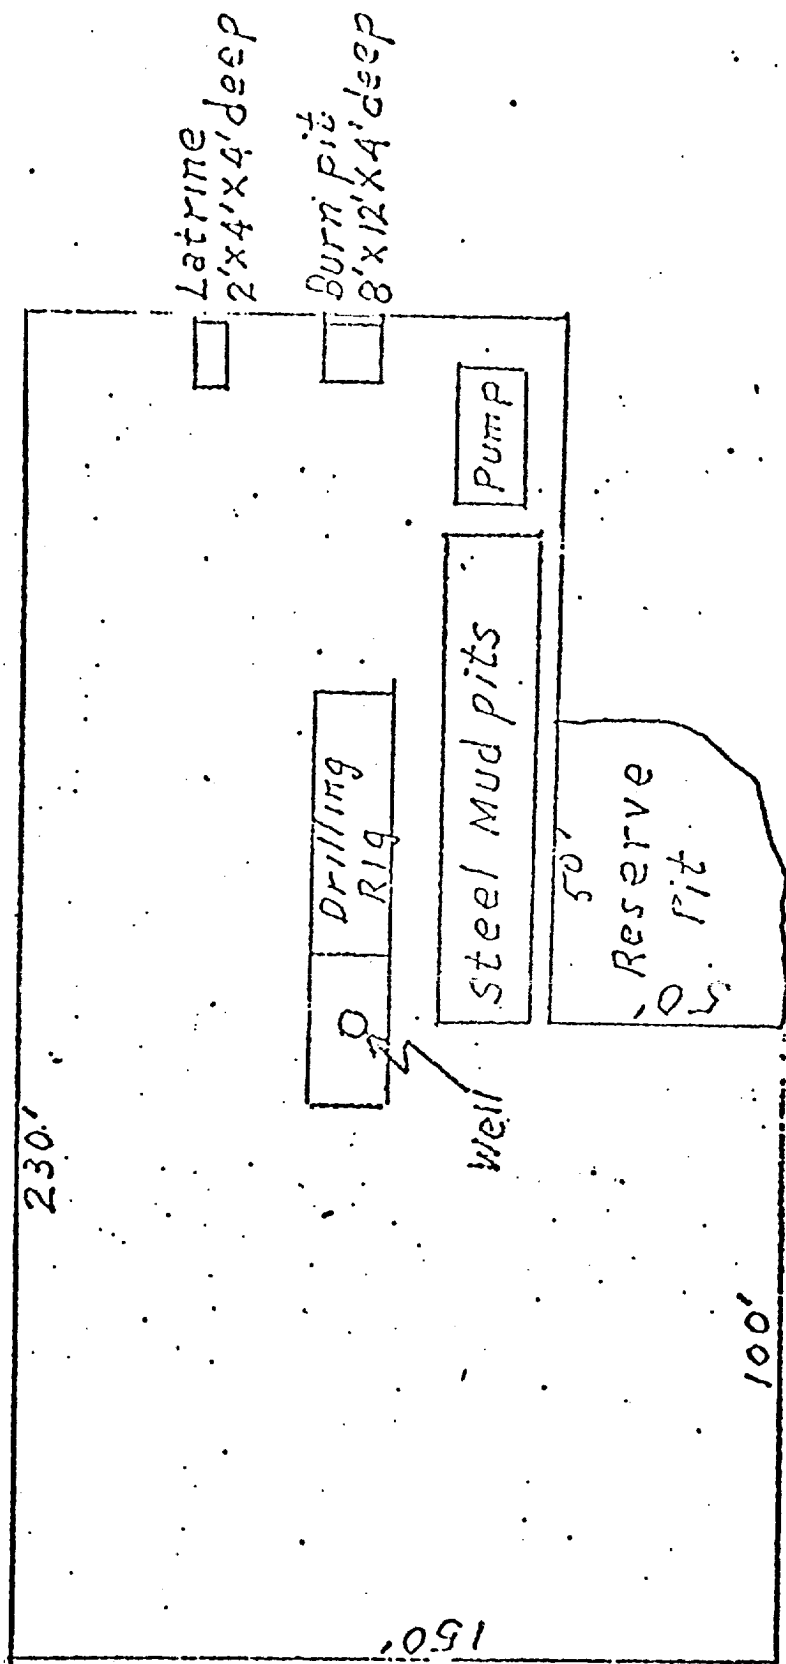 230.'
Latrine
2'x4'x4'deep
Burn pit
8'x12'x4'deep
Drilling
Rig
Well
Pump
Steel Mud pits
50'
Reserve
Pit
100'
150'